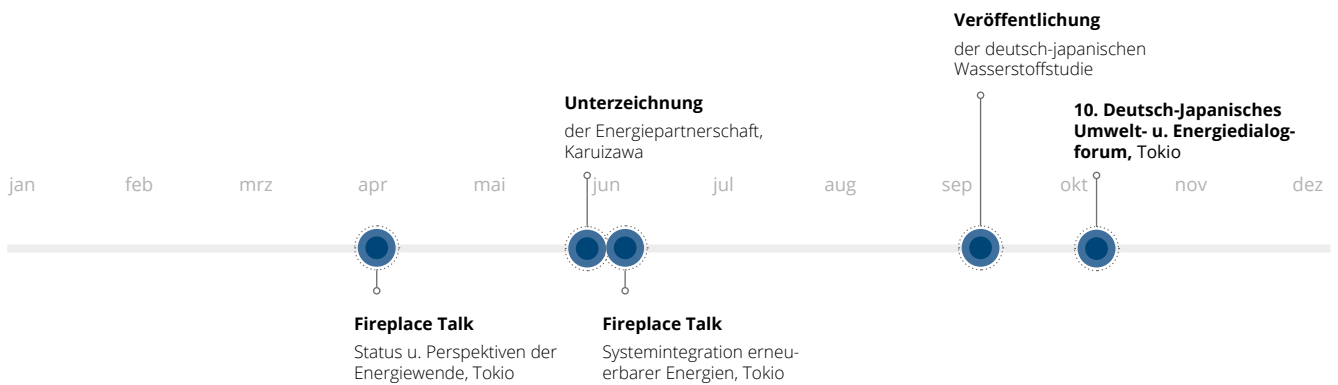 Veröffentlichung
der deutsch-japanischen
Wasserstoffstudie
Unterzeichnung
der Energiepartnerschaft,
Karuizawa
10. Deutsch-Japanisches
Umwelt- u. Energiedialog-
forum, Tokio
jan feb mrz apr mai jun jul aug sep okt nov dez
Fireplace Talk
Status u. Perspektiven der
Energiewende, Tokio
Fireplace Talk
Systemintegration erneu-
erbarer Energien, Tokio